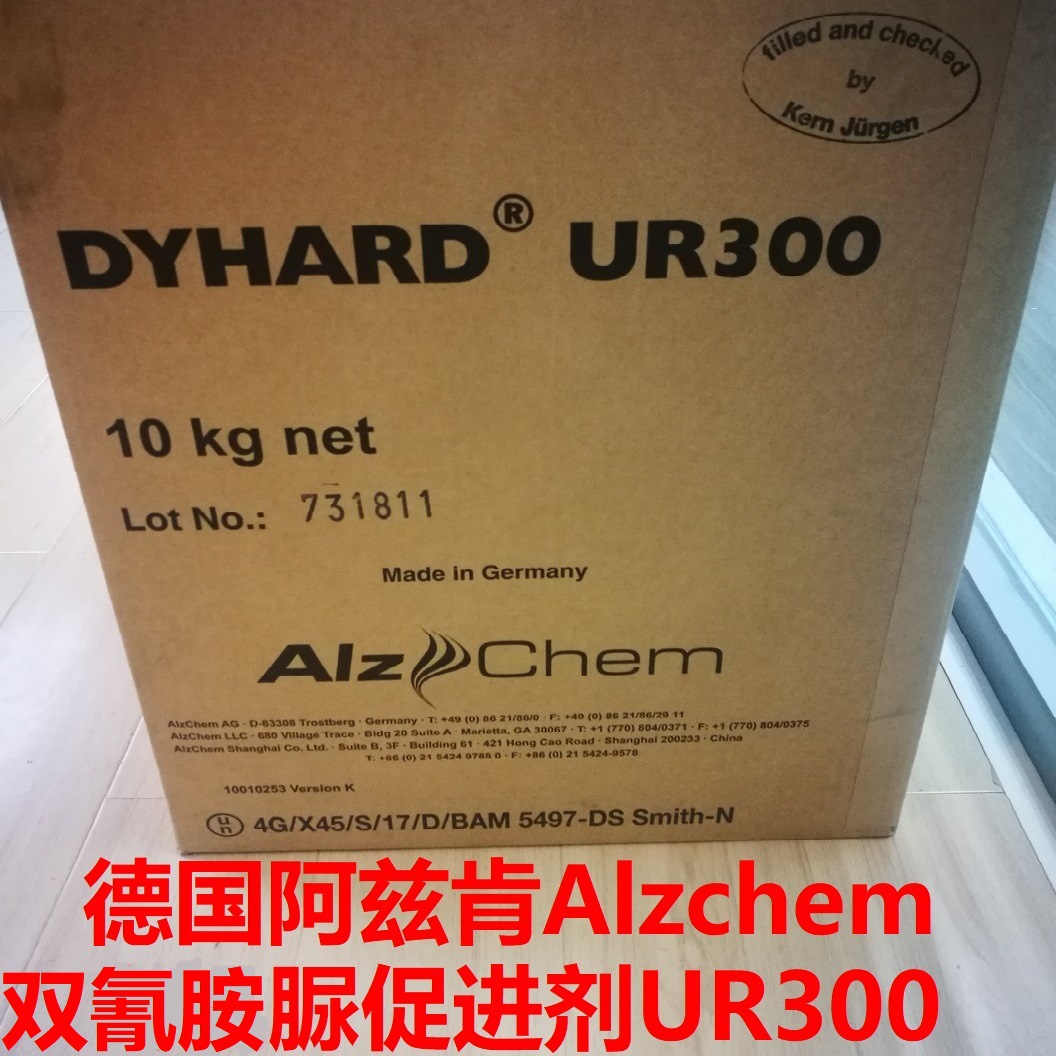 filled and checked
by
Kern Jürgen
DYHARD® UR300
10 kg net
Lot No.: 731811
Made in Germany
AlzChem
AlzChem AG · D-83308 Trostberg · Germany · T: +49 (0) 86 21/86/0 · F: +49 (0) 86 21/86/29 11
AlzChem LLC · 680 Village Trace · Bldg 20 Suite A · Marietta, GA 30067 · T: +1 (770) 804/0371 · F: +1 (770) 804/0375
AlzChem Shanghai Co. Ltd. · Suite B, 3F · Building 61 · 421 Hong Cao Road · Shanghai 200233 · China
T: +86 (0) 21 5424 9788 0 · F: +86 (0) 21 5424-9578
10010253 Version K
un 4G/X45/S/17/D/BAM 5497-DS Smith-N
德国阿兹肯Alzchem
双氰胺脲促进剂UR300